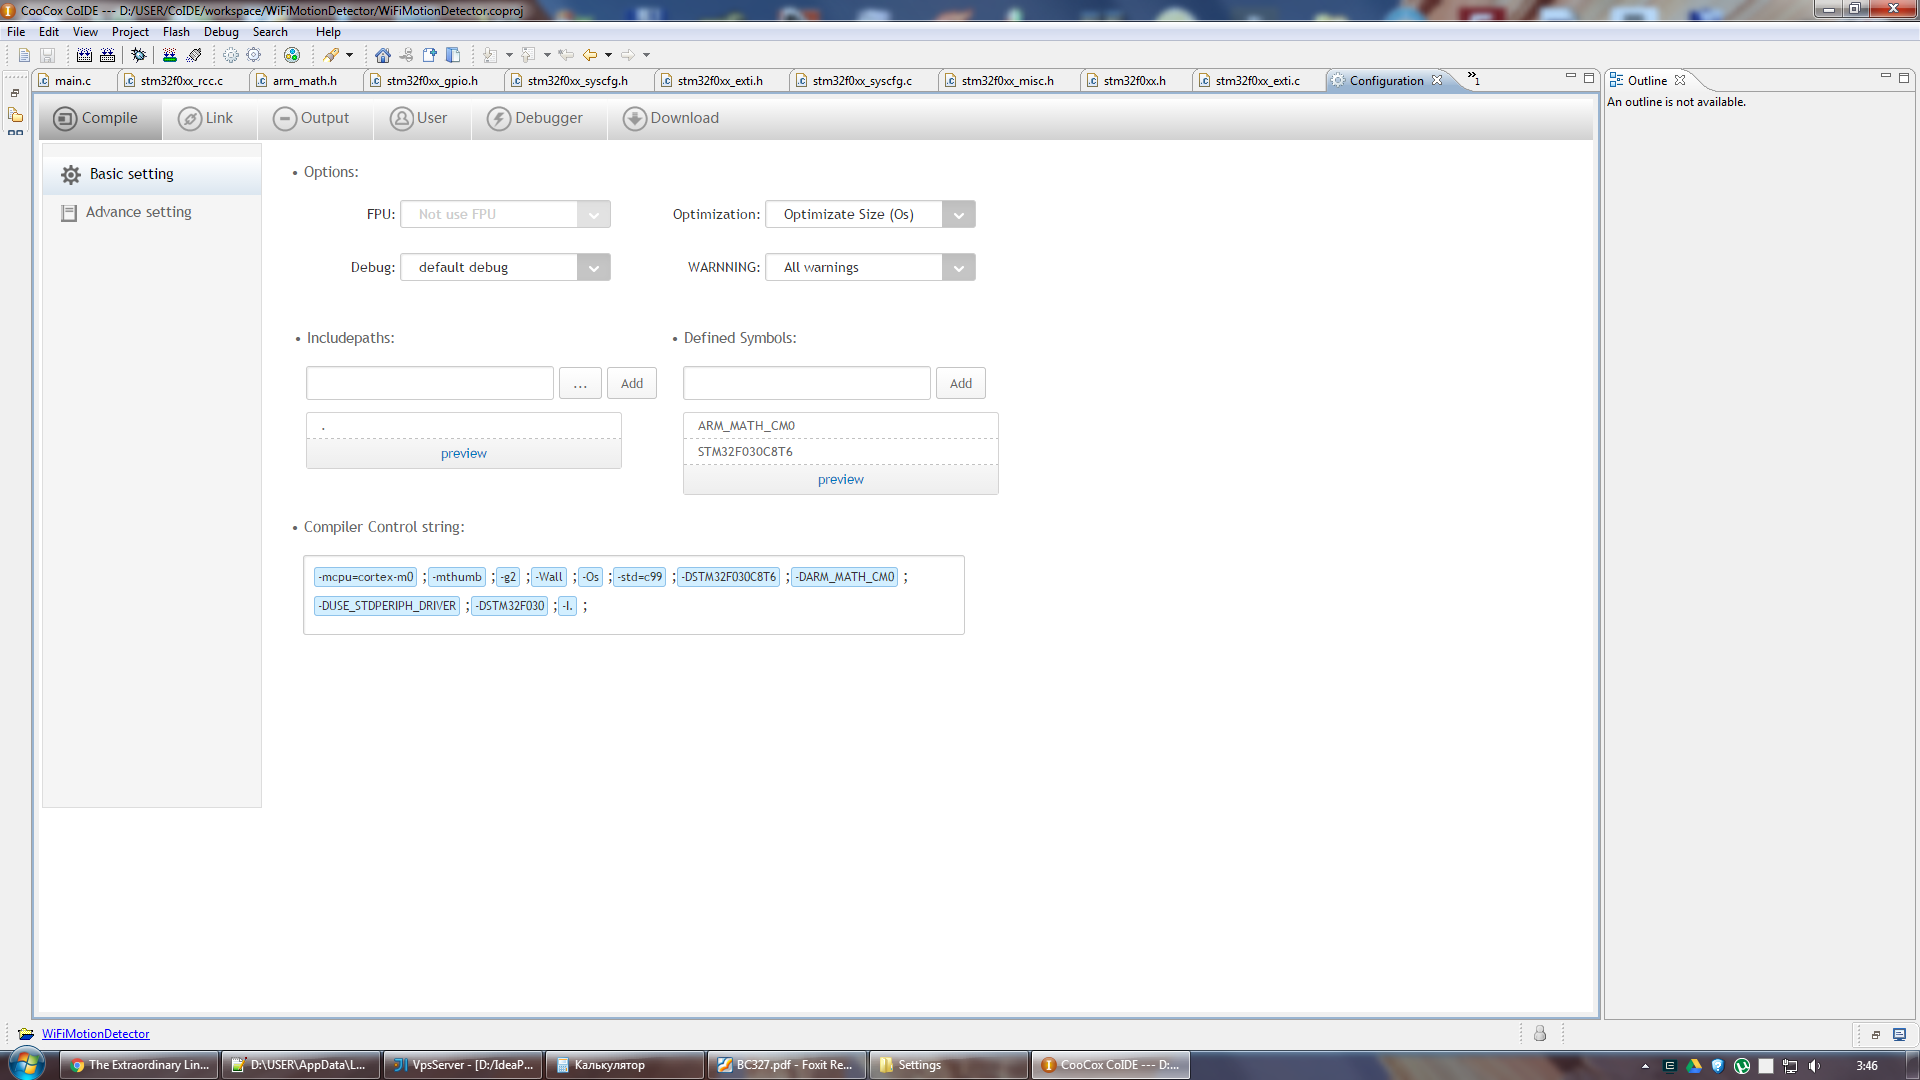 CooCox CoIDE --- D:/USER/CoIDE/workspace/WiFiMotionDetector/WiFiMotionDetector.coproj
File Edit View Project Flash Debug Search Help
main.c stm32f0xx_rcc.c arm_math.h stm32f0xx_gpio.h stm32f0xx_syscfg.h stm32f0xx_exti.h stm32f0xx_syscfg.c stm32f0xx_misc.h stm32f0xx.h stm32f0xx_exti.c Configuration »1
Outline
An outline is not available.
Compile Link Output User Debugger Download
Basic setting
Advance setting
• Options:
FPU: Not use FPU Optimization: Optimizate Size (Os)
Debug: default debug WARNNING: All warnings
• Includepaths: • Defined Symbols:
... Add Add
. ARM_MATH_CM0
preview STM32F030C8T6
preview
• Compiler Control string:
-mcpu=cortex-m0 ; -mthumb ; -g2 ; -Wall ; -Os ; -std=c99 ; -DSTM32F030C8T6 ; -DARM_MATH_CM0 ;
-DUSE_STDPERIPH_DRIVER ; -DSTM32F030 ; -I. ;
WiFiMotionDetector
The Extraordinary Lin... D:\USER\AppData\L... VpsServer - [D:/IdeaP... Калькулятор BC327.pdf - Foxit Re... Settings CooCox CoIDE --- D:... 3:46